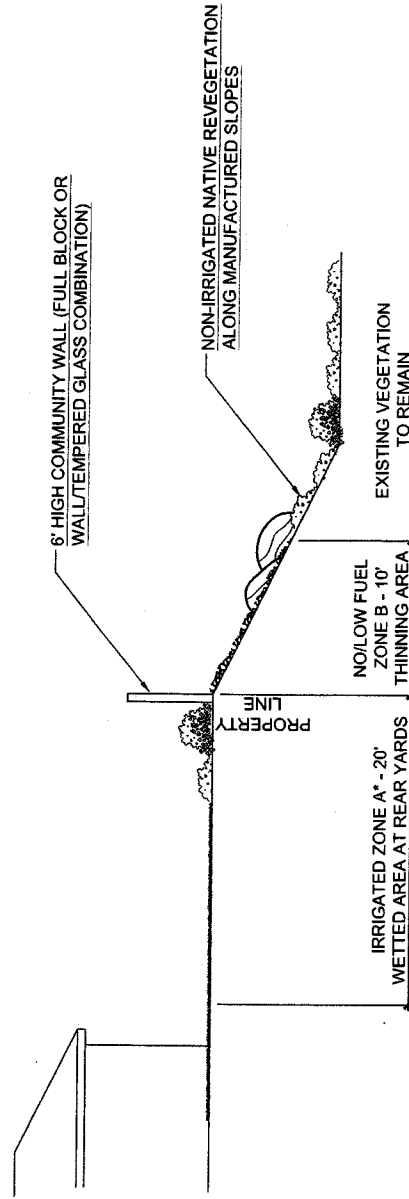 6' HIGH COMMUNITY WALL (FULL BLOCK OR
WALL/TEMPERED GLASS COMBINATION)
NON-IRRIGATED NATIVE REVEGETATION
ALONG MANUFACTURED SLOPES
PROPERTY
LINE
IRRIGATED ZONE A* - 20'
WETTED AREA AT REAR YARDS
NO/LOW FUEL
ZONE B - 10'
THINNING AREA
EXISTING VEGETATION
TO REMAIN